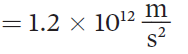 = 1.2 × 10¹² m/s²